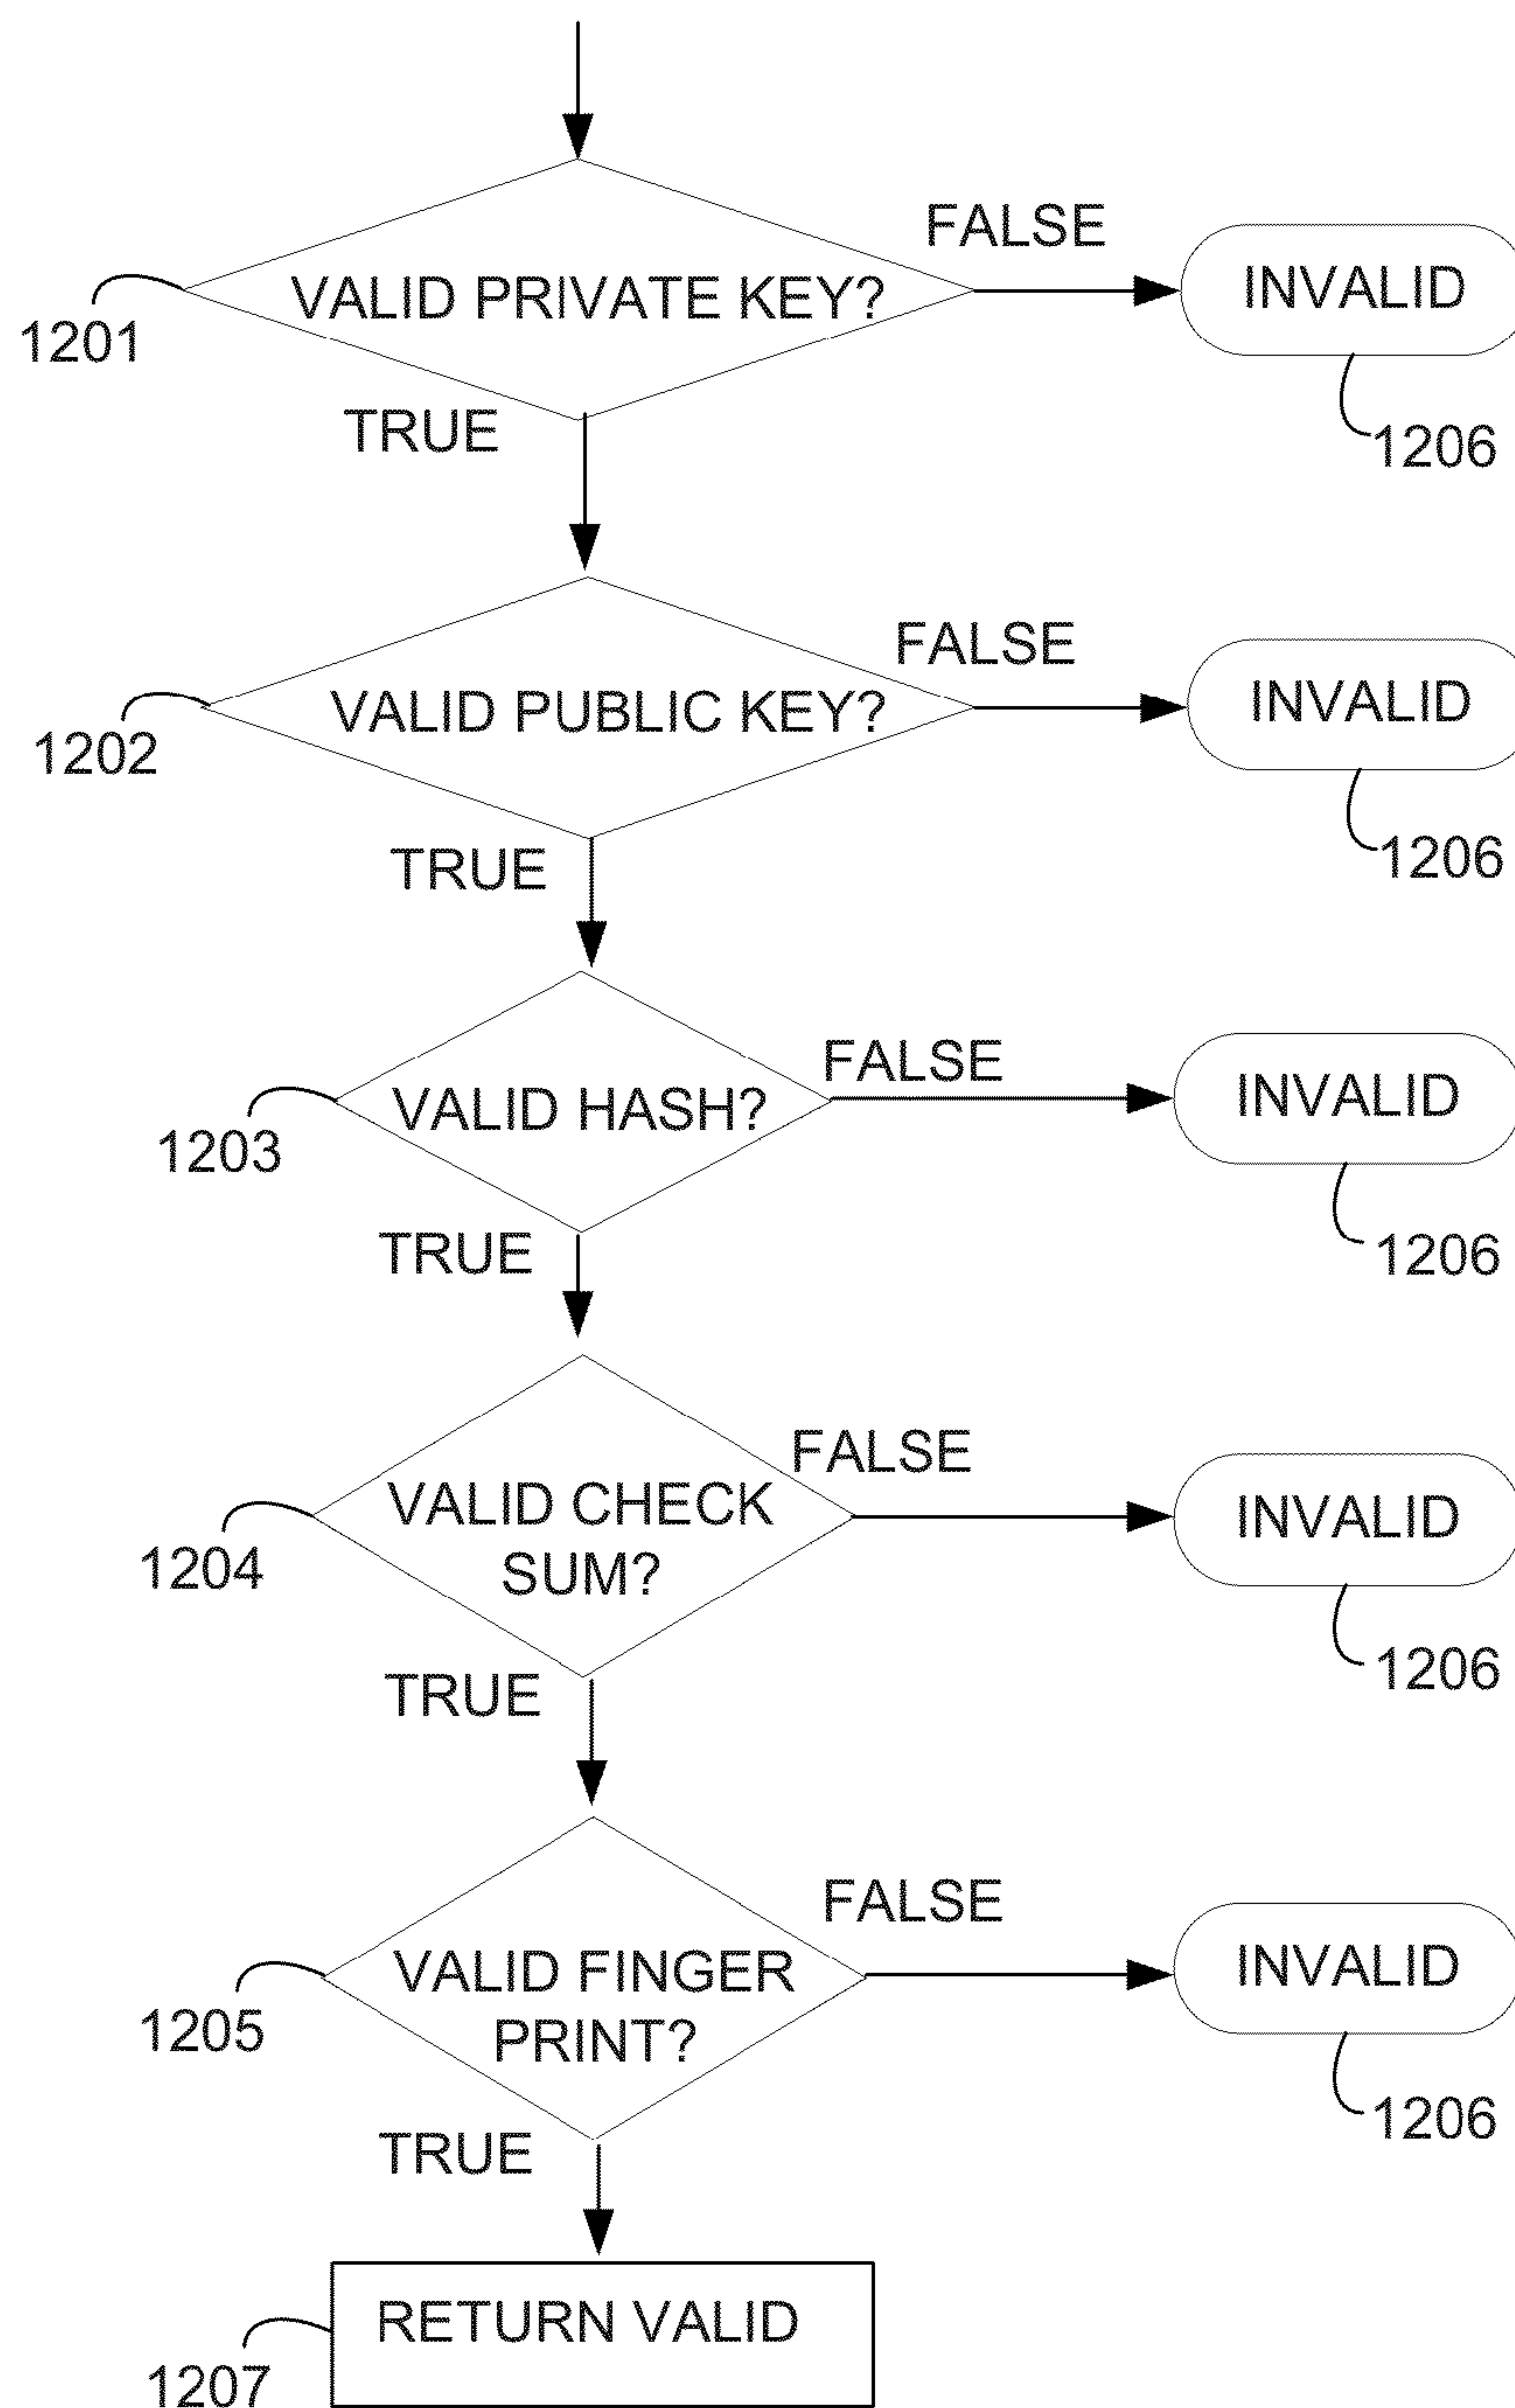 FALSE
VALID PRIVATE KEY?
INVALID
1201
TRUE
1206
FALSE
VALID PUBLIC KEY?
INVALID
1202
TRUE
1206
FALSE
VALID HASH?
INVALID
1203
TRUE
1206
FALSE
VALID CHECK
SUM?
INVALID
1204
TRUE
1206
FALSE
VALID FINGER
PRINT?
INVALID
1205
TRUE
1206
RETURN VALID
1207